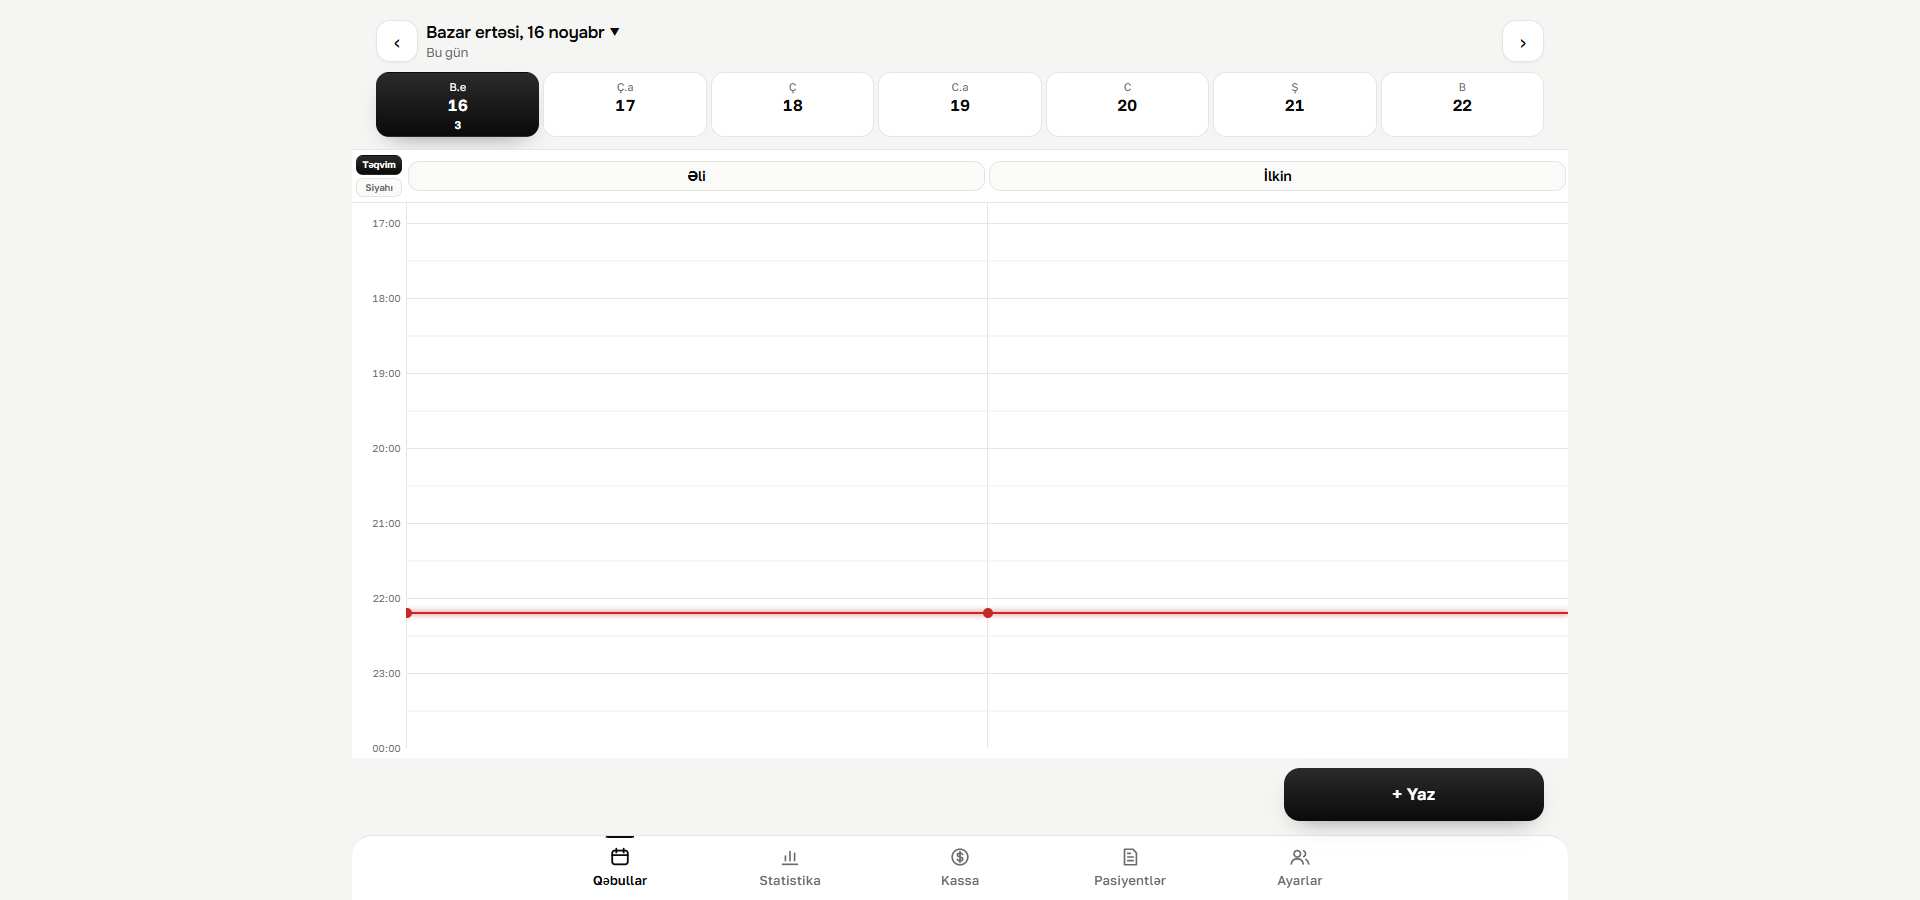 ‹
Bazar ertəsi, 16 noyabr ▼
Bu gün
›
B.e
16
3
Ç.a
17
Ç
18
C.a
19
C
20
Ş
21
B
22
Təqvim
Siyahı
Əli
İlkin
17:00
18:00
19:00
20:00
21:00
22:00
23:00
00:00
+ Yaz
Qəbullar
Statistika
Kassa
Pasiyentlər
Ayarlar